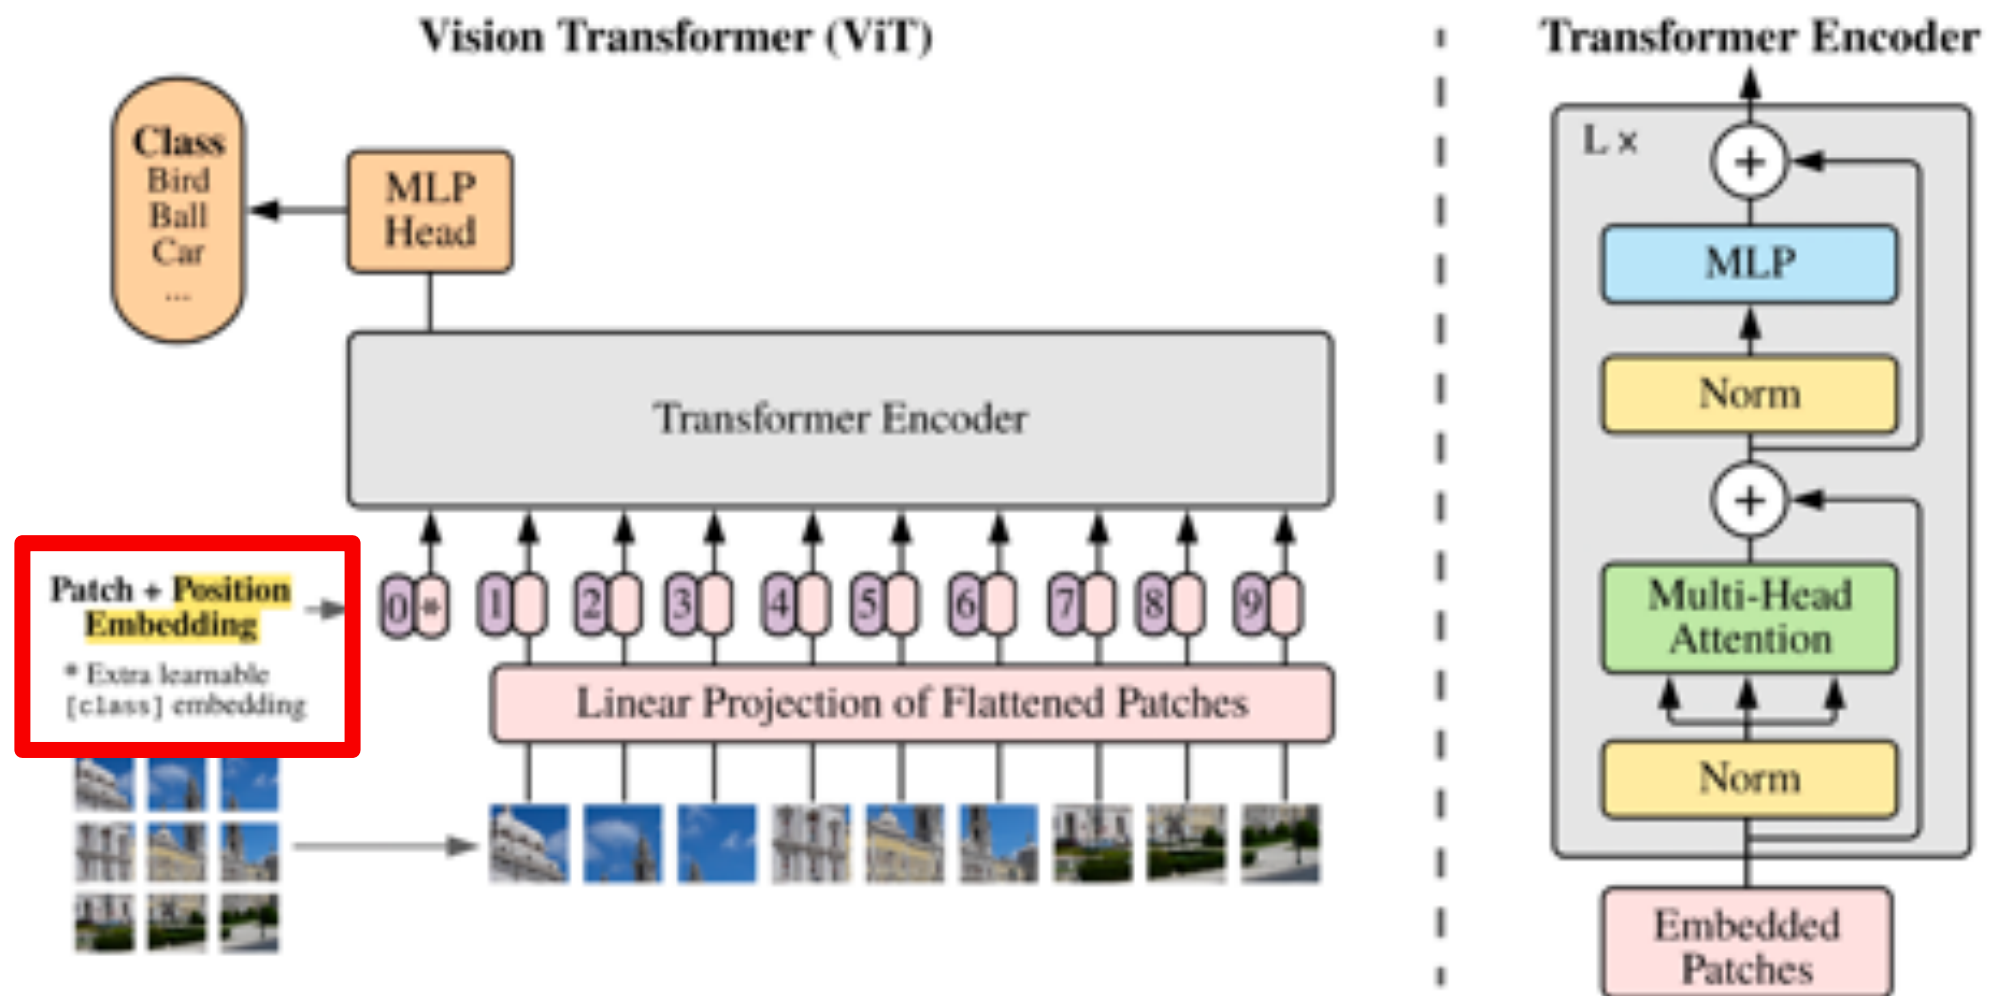 Vision Transformer (ViT)
Class
Bird
Ball
Car
...
MLP
Head
Transformer Encoder
Patch + Position
Embedding
* Extra learnable
[class] embedding
0 * 1 2 3 4 5 6 7 8 9
Linear Projection of Flattened Patches
Transformer Encoder
L ×
+
MLP
Norm
+
Multi-Head
Attention
Norm
Embedded
Patches